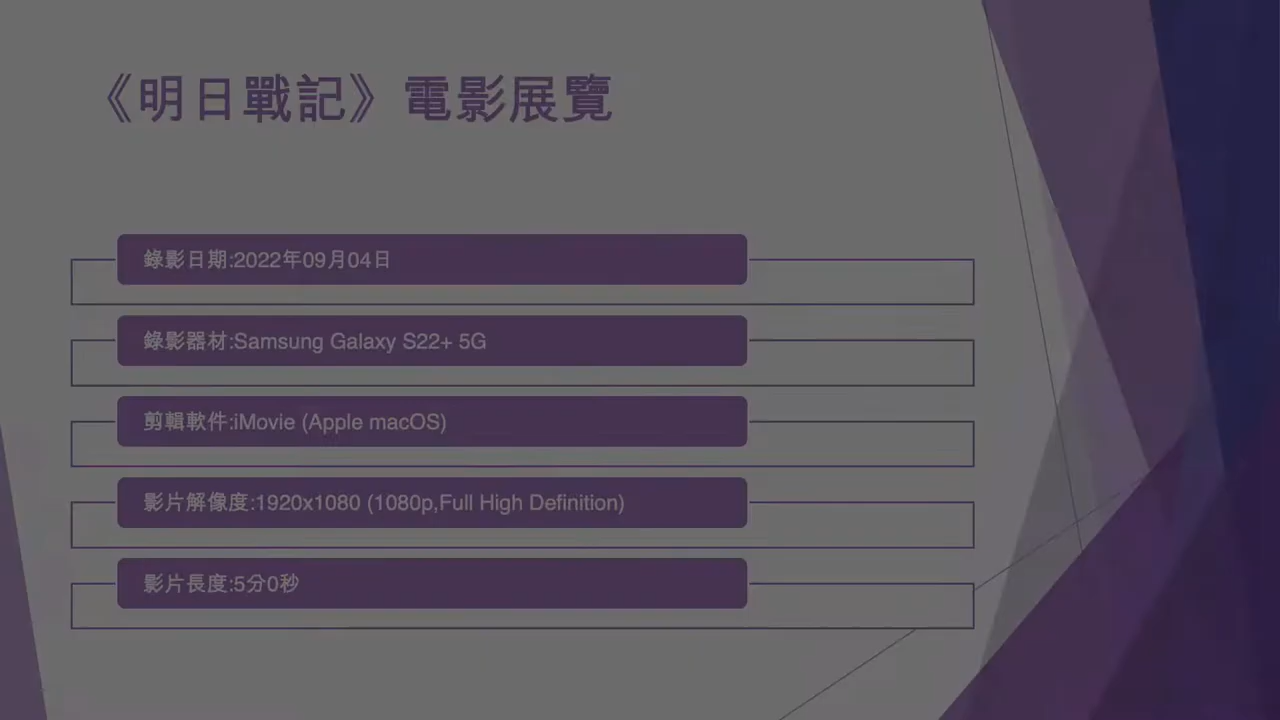 《明日戰記》電影展覽
錄影日期:2022年09月04日
錄影器材:Samsung Galaxy S22+ 5G
剪輯軟件:iMovie (Apple macOS)
影片解像度:1920x1080 (1080p,Full High Definition)
影片長度:5分0秒